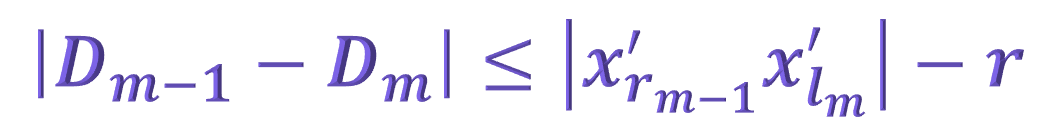 |D_{m−1} − D_m| ≤ |x′_{r_{m−1}} x′_{l_m}| − r